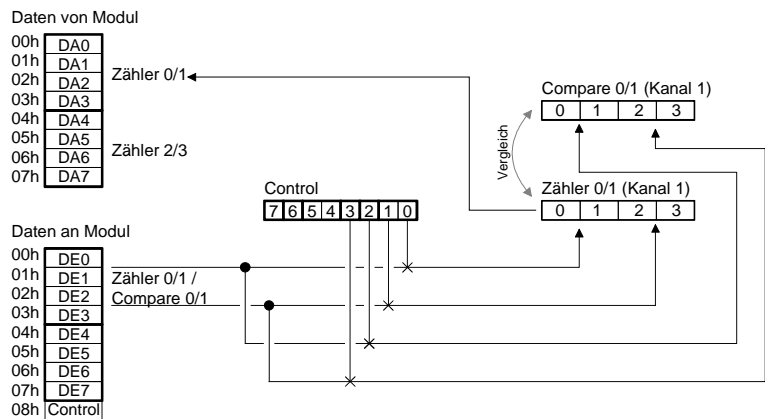 Daten von Modul
00h DA0
01h DA1
02h DA2
03h DA3
04h DA4
05h DA5
06h DA6
07h DA7
Zähler 0/1
Zähler 2/3
Compare 0/1 (Kanal 1)
0 1 2 3
Vergleich
Zähler 0/1 (Kanal 1)
0 1 2 3
Control
7 6 5 4 3 2 1 0
Daten an Modul
00h DE0
01h DE1
02h DE2
03h DE3
04h DE4
05h DE5
06h DE6
07h DE7
08h Control
Zähler 0/1 /
Compare 0/1